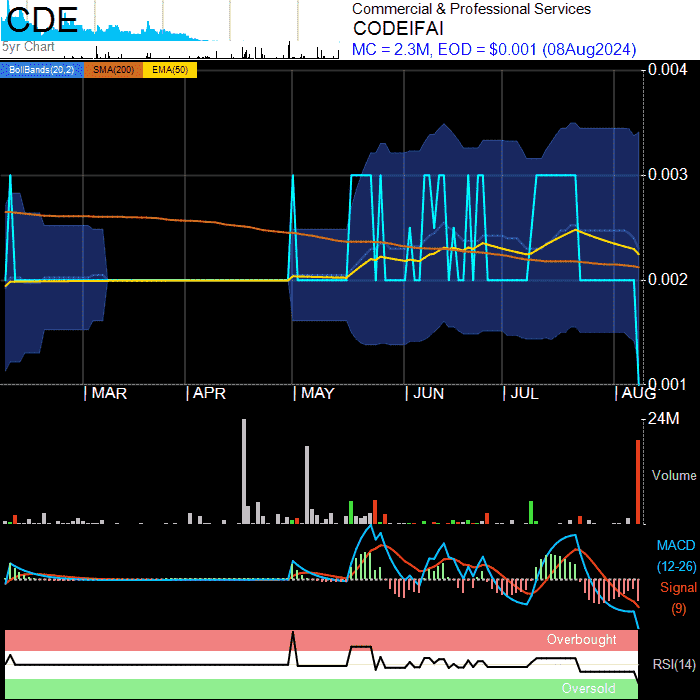 CDE
5yr Chart
Commercial & Professional Services
CODEIFAI
MC = 2.3M, EOD = $0.001 (08Aug2024)
BollBands(20,2) SMA(200) EMA(50)
0.004
0.003
0.002
0.001
| MAR | APR | MAY | JUN | JUL | AUG
24M
Volume
MACD
(12-26)
Signal
(9)
Overbought
RSI(14)
Oversold